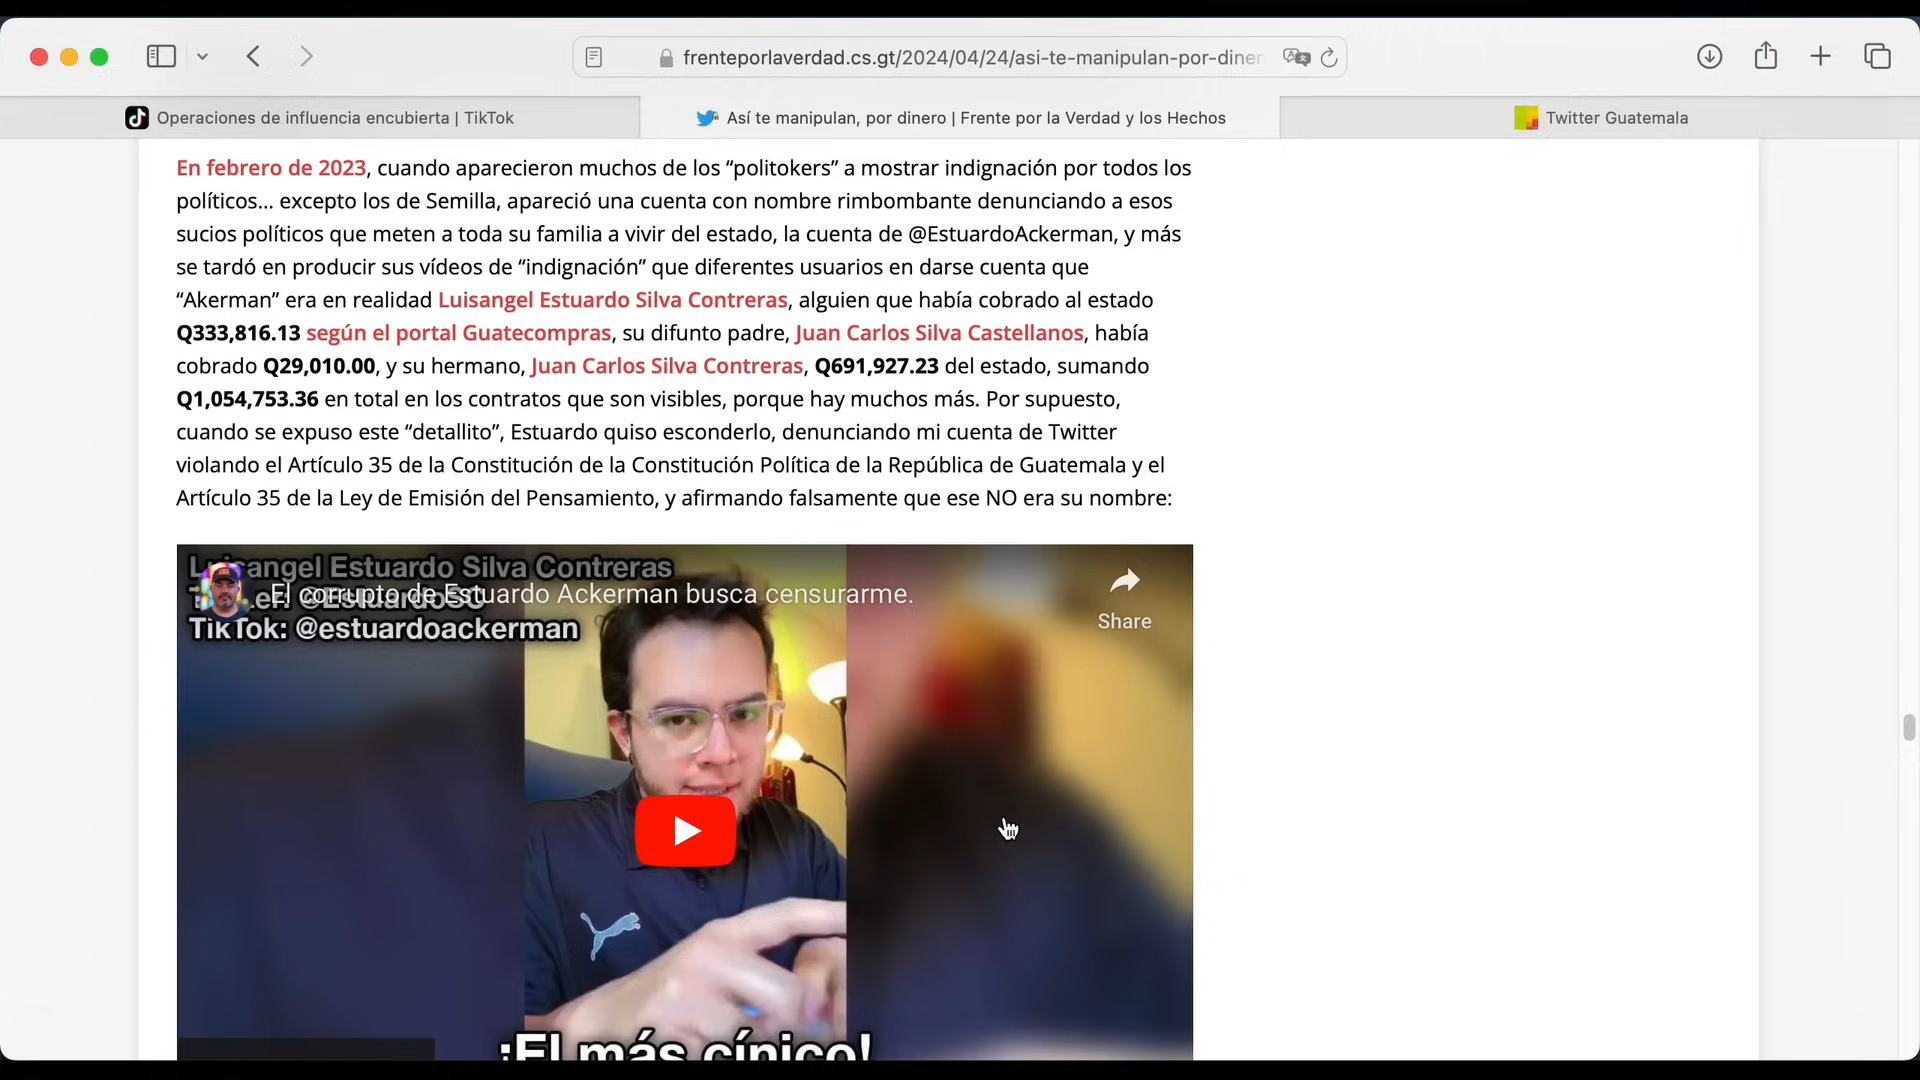 frenteporlaverdad.cs.gt/2024/04/24/asi-te-manipulan-por-diner
Operaciones de influencia encubierta | TikTok
Así te manipulan, por dinero | Frente por la Verdad y los Hechos
Twitter Guatemala
En febrero de 2023, cuando aparecieron muchos de los “politokers” a mostrar indignación por todos los
políticos... excepto los de Semilla, apareció una cuenta con nombre rimbombante denunciando a esos
sucios políticos que meten a toda su familia a vivir del estado, la cuenta de @EstuardoAckerman, y más
se tardó en producir sus vídeos de “indignación” que diferentes usuarios en darse cuenta que
“Akerman” era en realidad Luisangel Estuardo Silva Contreras, alguien que había cobrado al estado
Q333,816.13 según el portal Guatecompras, su difunto padre, Juan Carlos Silva Castellanos, había
cobrado Q29,010.00, y su hermano, Juan Carlos Silva Contreras, Q691,927.23 del estado, sumando
Q1,054,753.36 en total en los contratos que son visibles, porque hay muchos más. Por supuesto,
cuando se expuso este “detallito”, Estuardo quiso esconderlo, denunciando mi cuenta de Twitter
violando el Artículo 35 de la Constitución de la Constitución Política de la República de Guatemala y el
Artículo 35 de la Ley de Emisión del Pensamiento, y afirmando falsamente que ese NO era su nombre:
Luisangel Estuardo Silva Contreras
El corrupto de Estuardo Ackerman busca censurarme.
@EstuardoSC
TikTok: @estuardoackerman
Share
¡El más cínico!